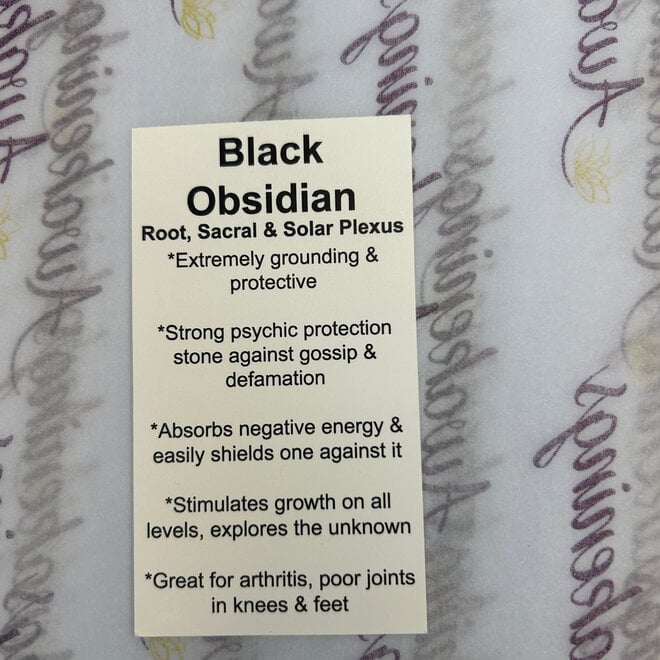 Black
Obsidian
Root, Sacral & Solar Plexus
*Extremely grounding &
protective
*Strong psychic protection
stone against gossip &
defamation
*Absorbs negative energy &
easily shields one against it
*Stimulates growth on all
levels, explores the unknown
*Great for arthritis, poor joints
in knees & feet